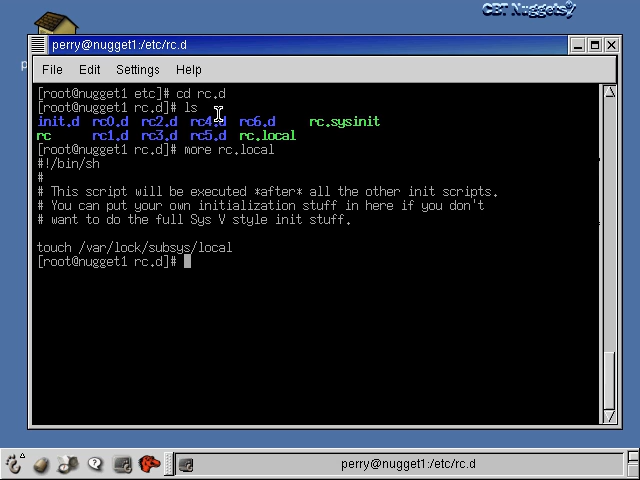 CBT Nuggets
perry@nugget1:/etc/rc.d
File Edit Settings Help
[root@nugget1 etc]# cd rc.d
[root@nugget1 rc.d]# ls
init.d rc0.d rc2.d rc4.d rc6.d rc.sysinit
rc rc1.d rc3.d rc5.d rc.local
[root@nugget1 rc.d]# more rc.local
#!/bin/sh
#
# This script will be executed *after* all the other init scripts.
# You can put your own initialization stuff in here if you don't
# want to do the full Sys V style init stuff.
touch /var/lock/subsys/local
[root@nugget1 rc.d]#
perry@nugget1:/etc/rc.d